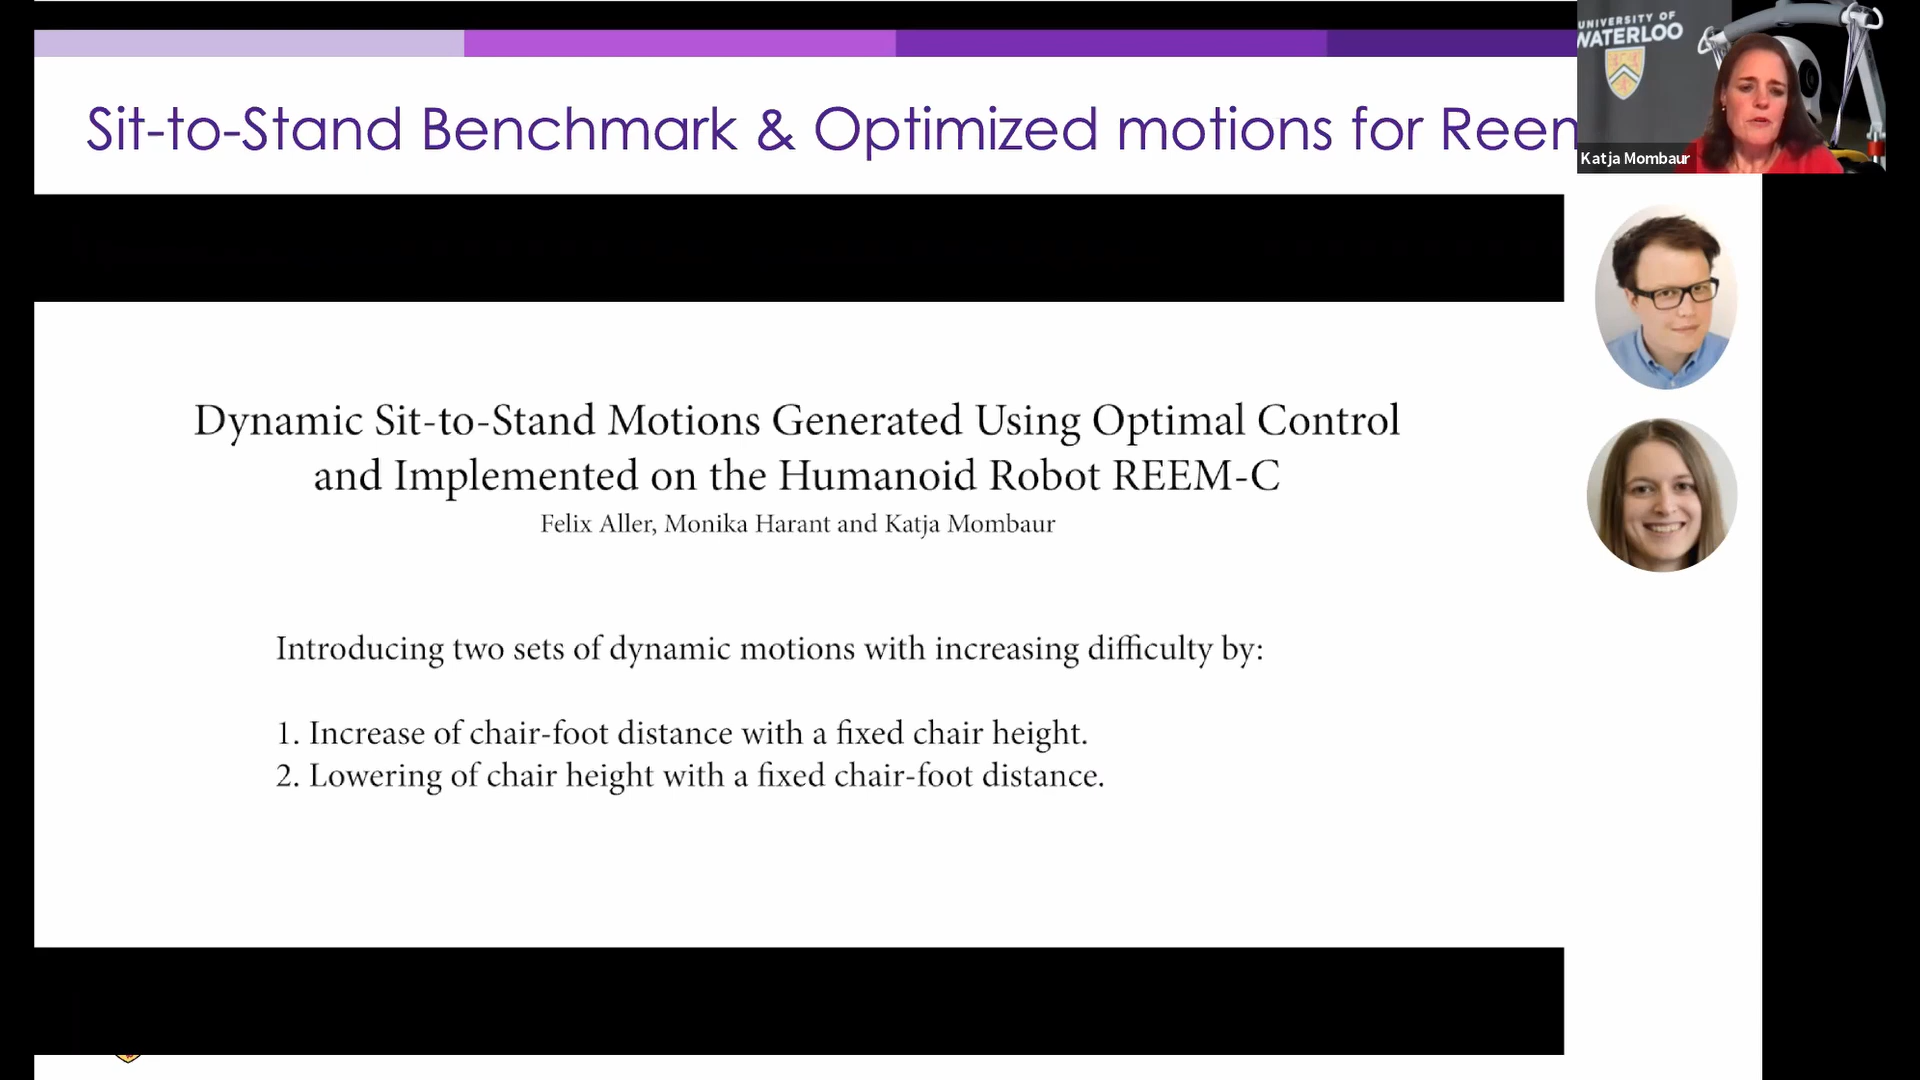 UNIVERSITY OF
WATERLOO
Sit-to-Stand Benchmark & Optimized motions for Reem
Katja Mombaur
Dynamic Sit-to-Stand Motions Generated Using Optimal Control
and Implemented on the Humanoid Robot REEM-C
Felix Aller, Monika Harant and Katja Mombaur
Introducing two sets of dynamic motions with increasing difficulty by:
1. Increase of chair-foot distance with a fixed chair height.
2. Lowering of chair height with a fixed chair-foot distance.